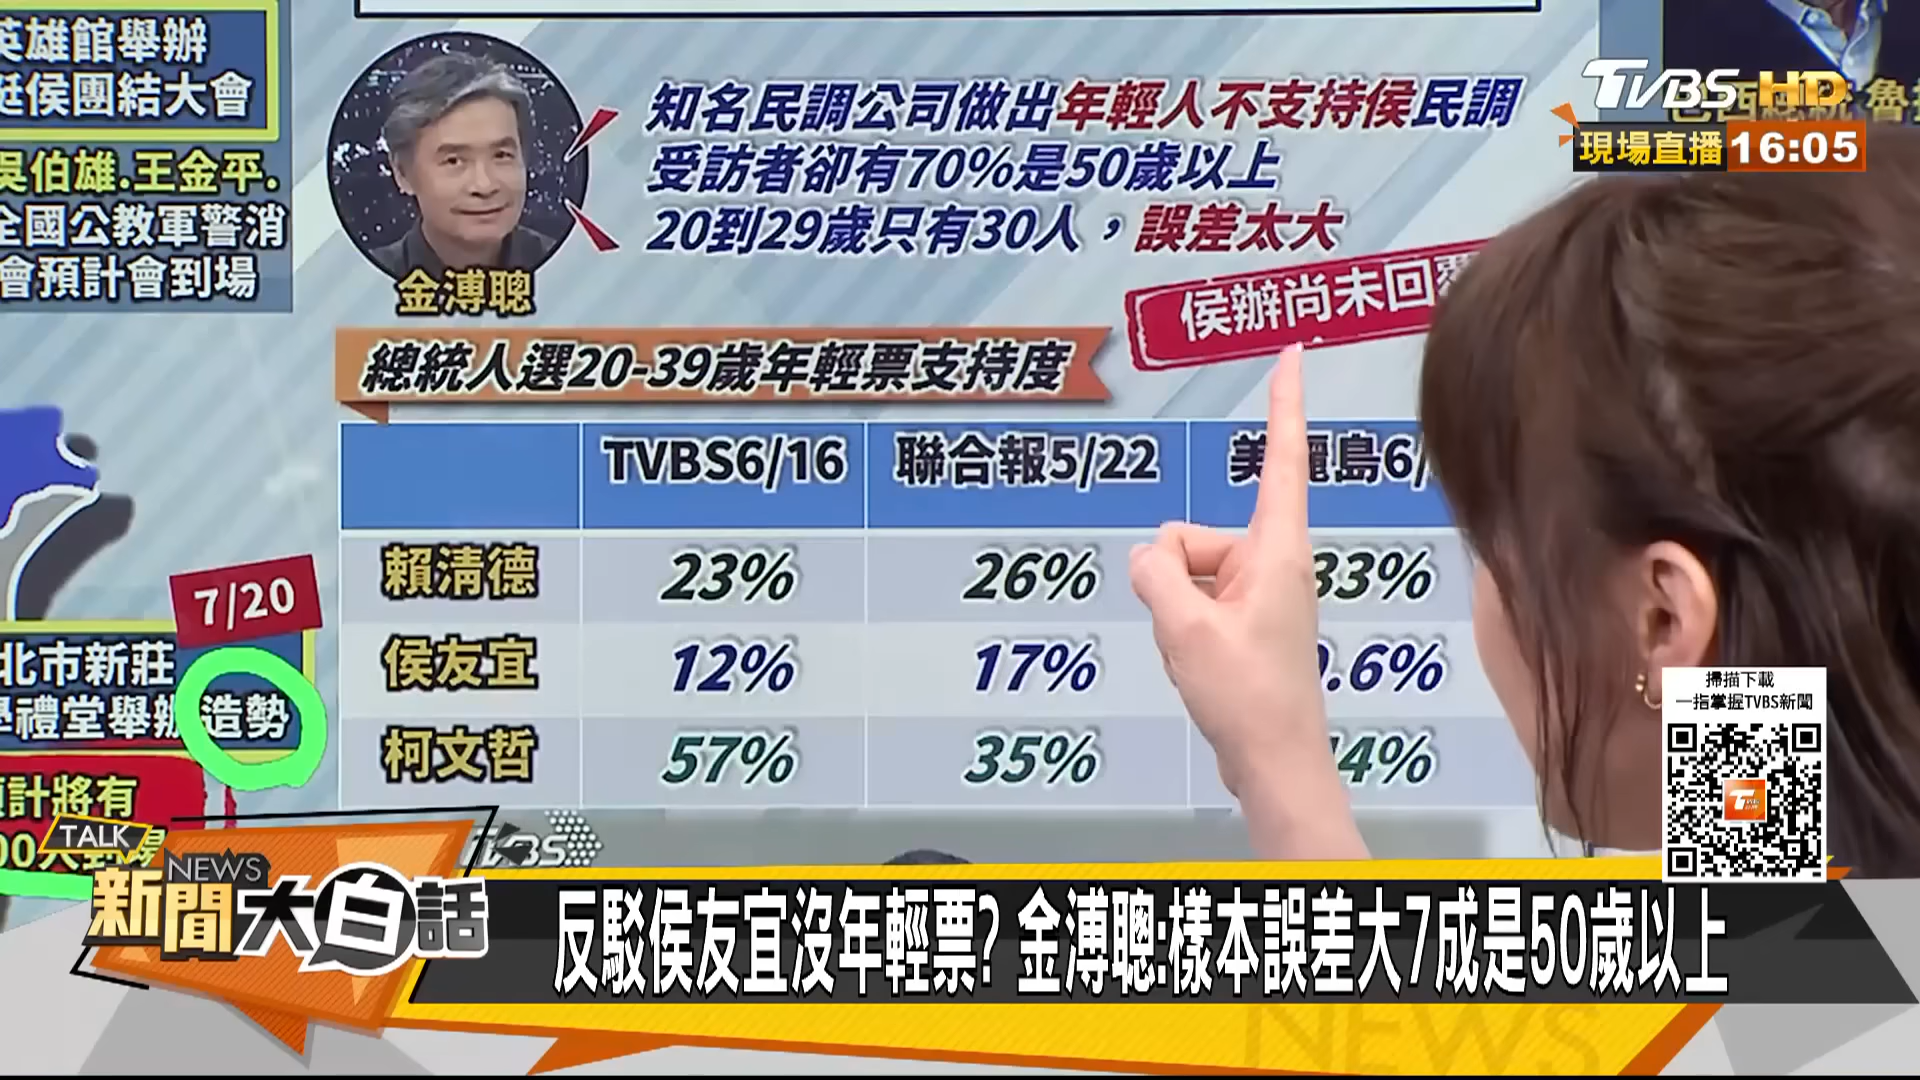 英雄館舉辦
挺侯團結大會
吳伯雄.王金平.
全國公教軍警消
會預計會到場
7/20
北市新莊
禮堂舉辦造勢
預計將有
知名民調公司做出年輕人不支持侯民調
受訪者卻有70%是50歲以上
20到29歲只有30人，誤差太大
金溥聰
侯辦尚未回
總統人選20-39歲年輕票支持度
TVBS6/16 聯合報5/22 美麗島6/
賴清德 23% 26% 33%
侯友宜 12% 17% .6%
柯文哲 57% 35% 4%
TVBS
TVBS HD
現場直播 16:05
掃描下載
一指掌握TVBS新聞
TALK
NEWS
新聞大白話
反駁侯友宜沒年輕票? 金溥聰:樣本誤差大7成是50歲以上
NEWS